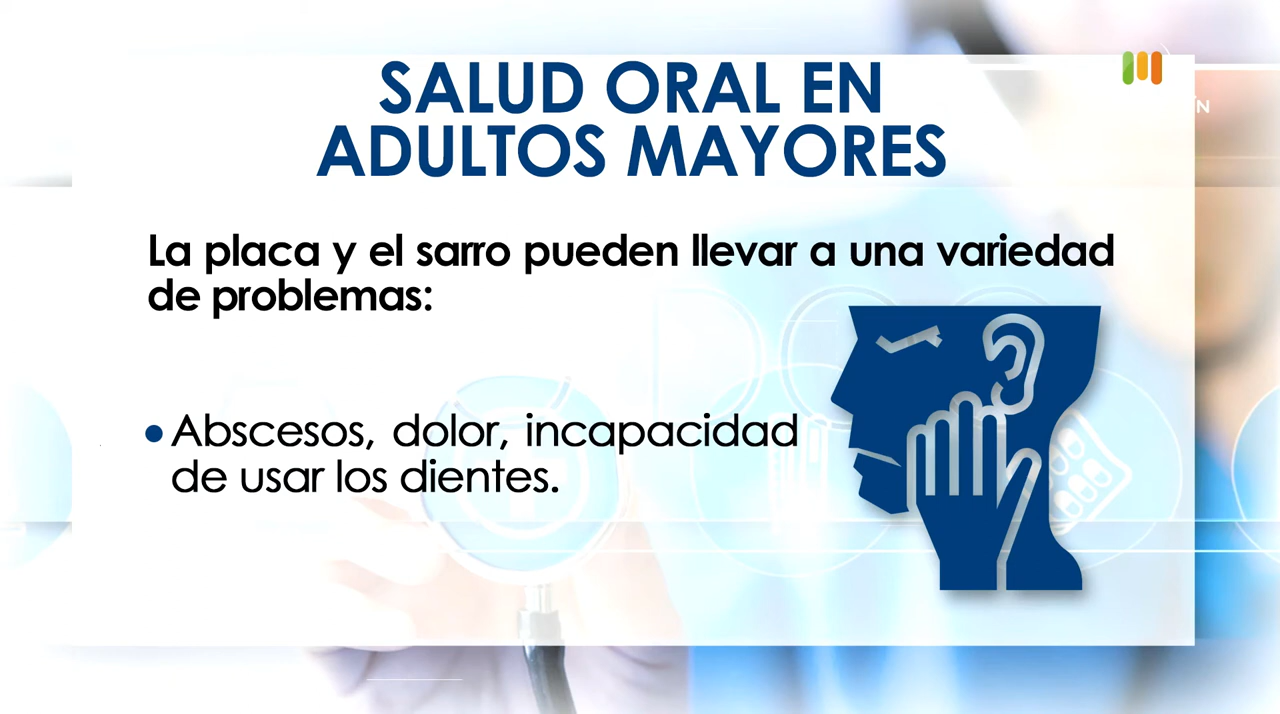 SALUD ORAL EN
ADULTOS MAYORES
La placa y el sarro pueden llevar a una variedad
de problemas:
• Abscesos, dolor, incapacidad
de usar los dientes.